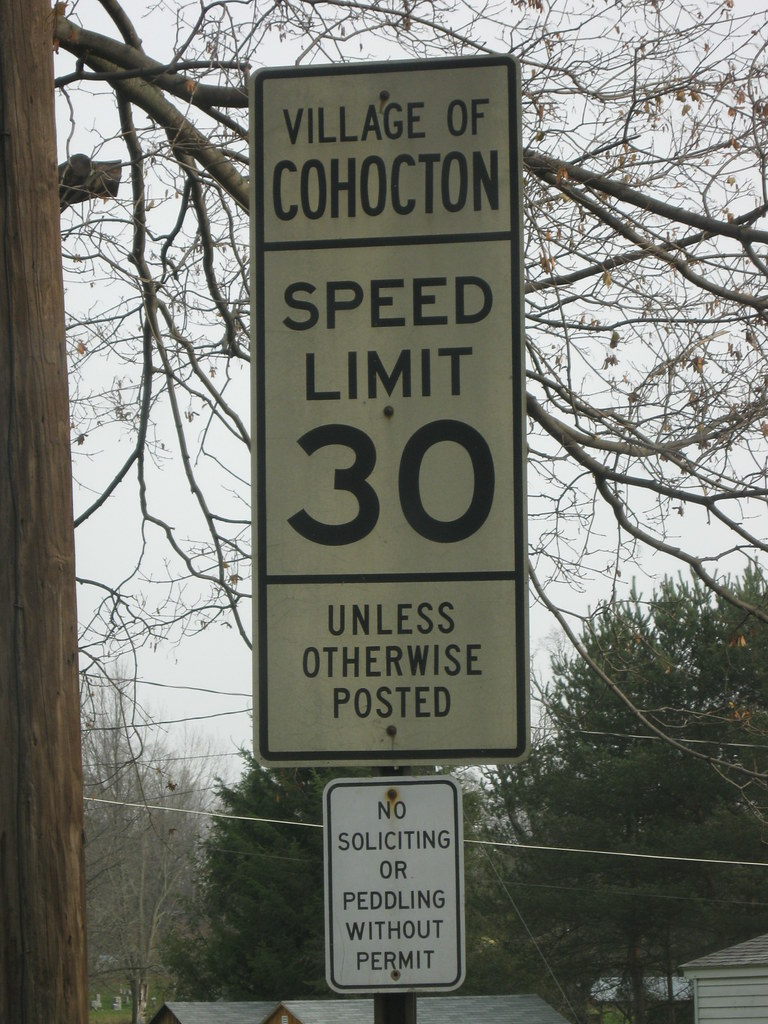 VILLAGE OF
COHOCTON
SPEED
LIMIT
30
UNLESS
OTHERWISE
POSTED
NO
SOLICITING
OR
PEDDLING
WITHOUT
PERMIT